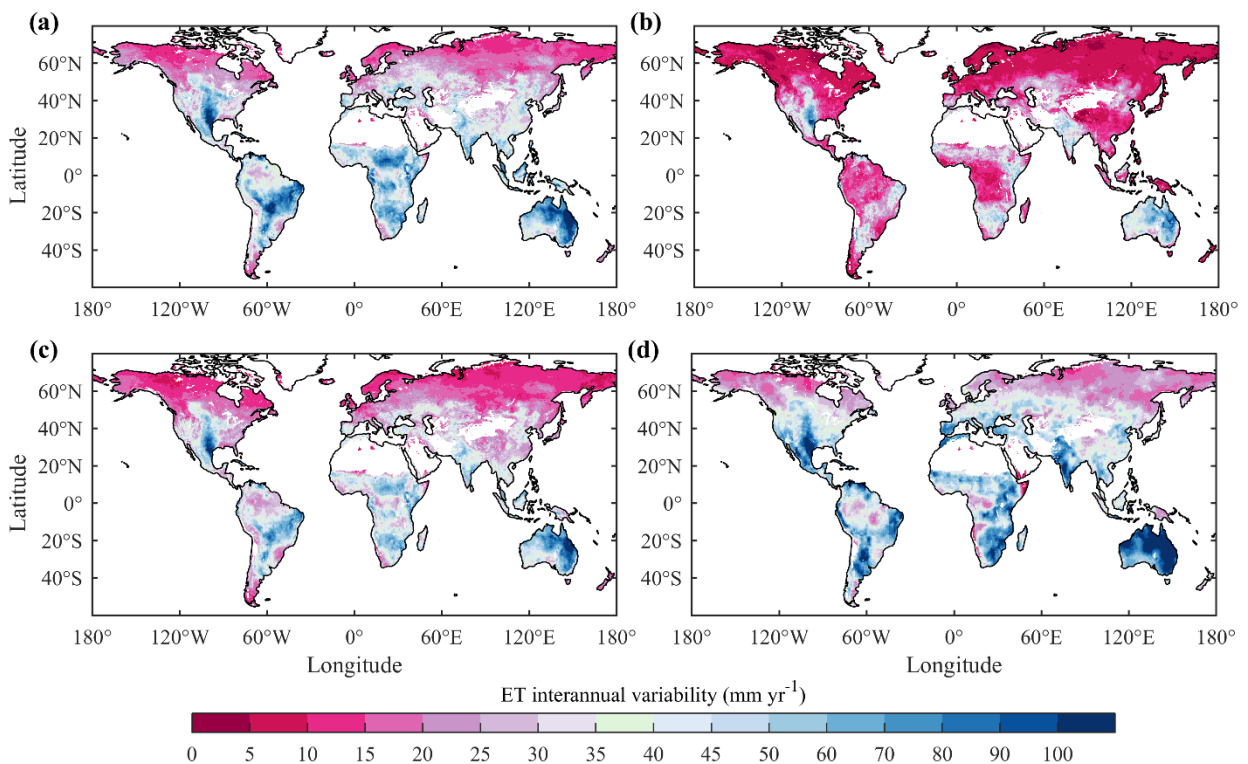 (a) (b)
60°N 60°N
40°N 40°N
20°N 20°N
Latitude
0° 0°
20°S 20°S
40°S 40°S
180° 120°W 60°W 0° 60°E 120°E 180° 180° 120°W 60°W 0° 60°E 120°E 180°
(c) (d)
60°N 60°N
40°N 40°N
20°N 20°N
Latitude
0° 0°
20°S 20°S
40°S 40°S
180° 120°W 60°W 0° 60°E 120°E 180° 180° 120°W 60°W 0° 60°E 120°E 180°
Longitude Longitude
ET interannual variability (mm yr⁻¹)
0 5 10 15 20 25 30 35 40 45 50 60 70 80 90 100